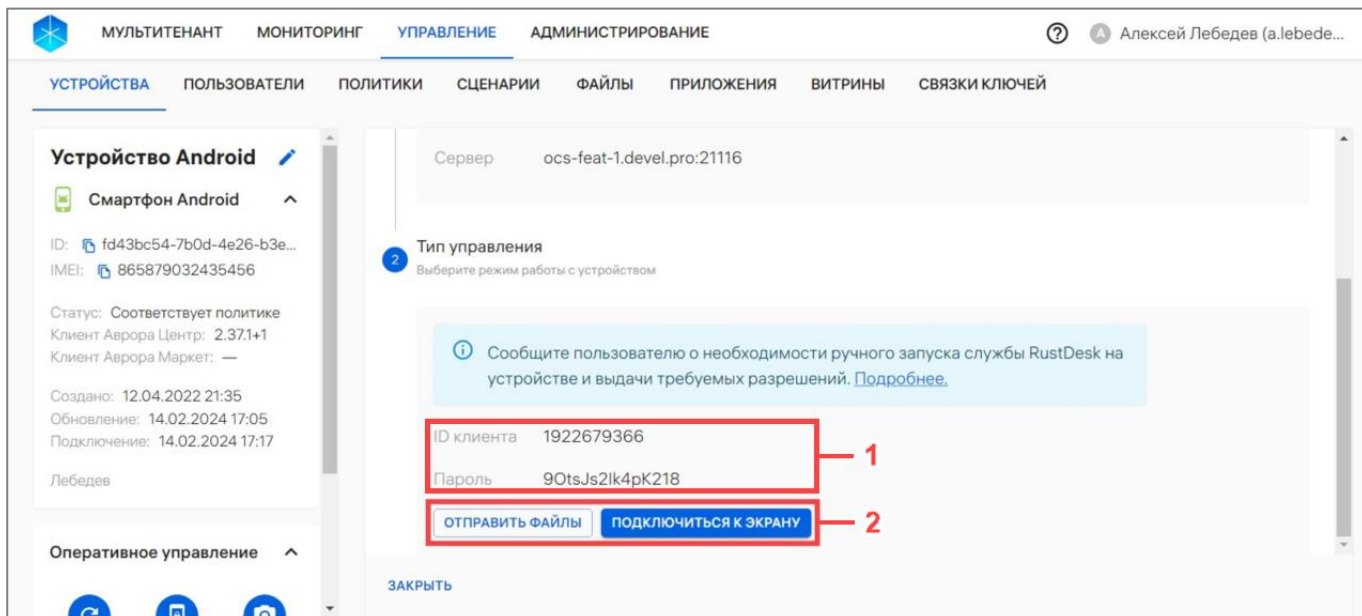 МУЛЬТИТЕНАНТ МОНИТОРИНГ УПРАВЛЕНИЕ АДМИНИСТРИРОВАНИЕ ? А Алексей Лебедев (a.lebede...
УСТРОЙСТВА ПОЛЬЗОВАТЕЛИ ПОЛИТИКИ СЦЕНАРИИ ФАЙЛЫ ПРИЛОЖЕНИЯ ВИТРИНЫ СВЯЗКИ КЛЮЧЕЙ
Устройство Android
Смартфон Android
ID: fd43bc54-7b0d-4e26-b3e...
IMEI: 865879032435456
Статус: Соответствует политике
Клиент Аврора Центр: 2.37.1+1
Клиент Аврора Маркет: —
Создано: 12.04.2022 21:35
Обновление: 14.02.2024 17:05
Подключение: 14.02.2024 17:17
Лебедев
Оперативное управление
Сервер ocs-feat-1.devel.pro:21116
2 Тип управления
Выберите режим работы с устройством
Сообщите пользователю о необходимости ручного запуска службы RustDesk на
устройстве и выдачи требуемых разрешений. Подробнее.
ID клиента 1922679366
Пароль 9OtsJs2lk4pK218
1
ОТПРАВИТЬ ФАЙЛЫ ПОДКЛЮЧИТЬСЯ К ЭКРАНУ
2
ЗАКРЫТЬ